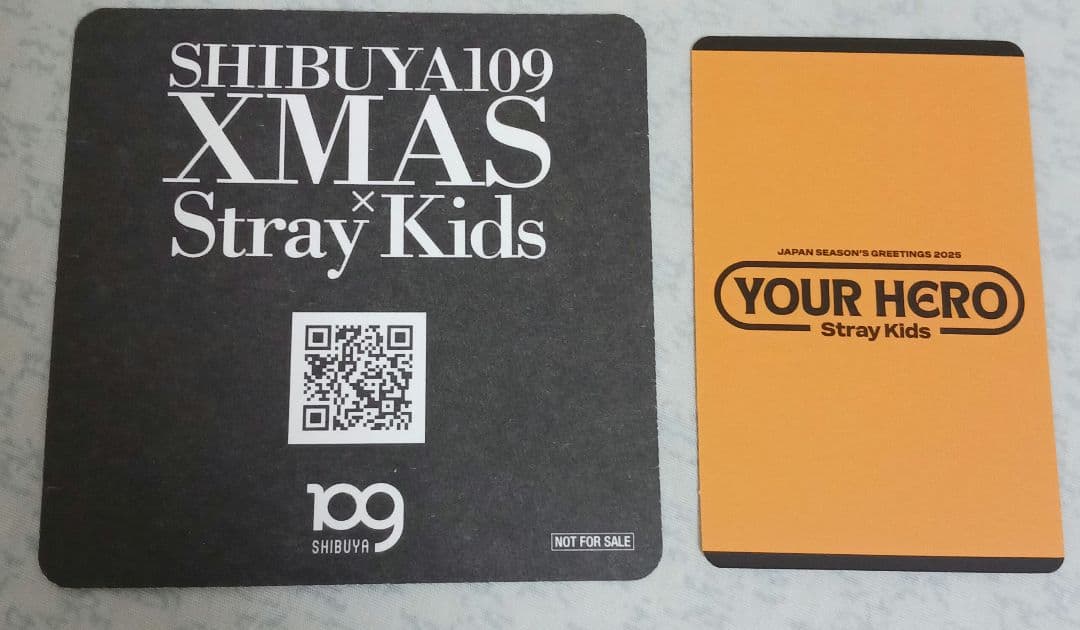 SHIBUYA109
XMAS
×
Stray Kids
109
SHIBUYA
NOT FOR SALE
JAPAN SEASON'S GREETINGS 2025
YOUR HERO
Stray Kids